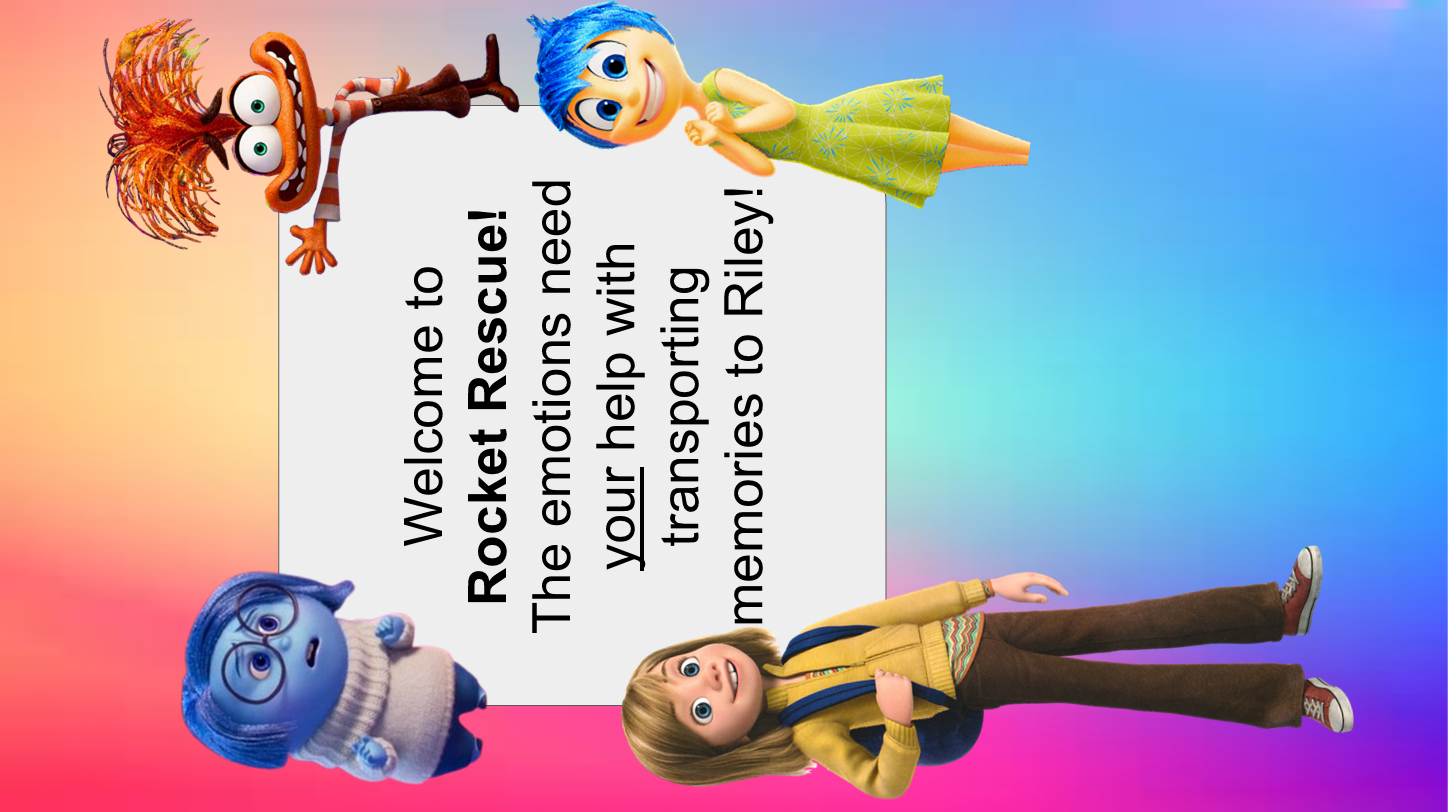 Welcome to
Rocket Rescue!
The emotions need
your help with
transporting
memories to Riley!